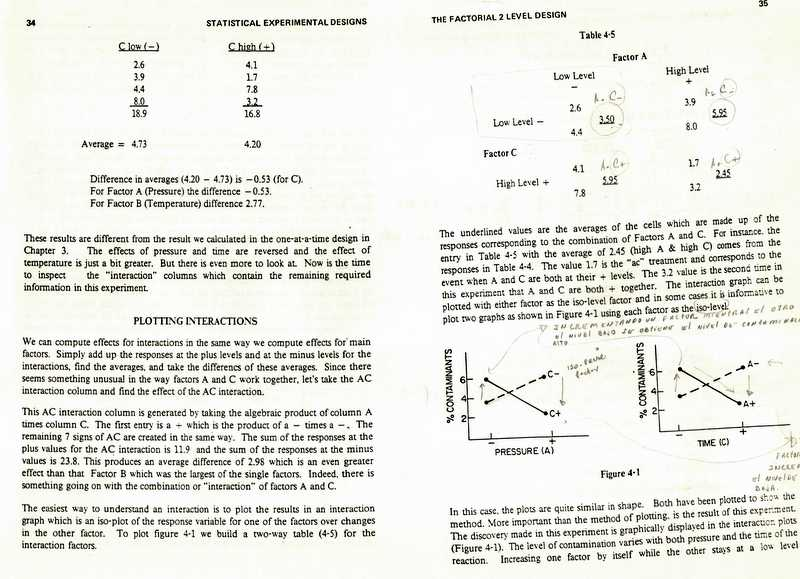 34
STATISTICAL EXPERIMENTAL DESIGNS
C low (−) C high (+)
2.6 4.1
3.9 1.7
4.4 7.8
8.0 3.2
18.9 16.8
Average = 4.73 4.20
Difference in averages (4.20 − 4.73) is −0.53 (for C).
For Factor A (Pressure) the difference −0.53.
For Factor B (Temperature) difference 2.77.
These results are different from the result we calculated in the one-at-a-time design in
Chapter 3. The effects of pressure and time are reversed and the effect of
temperature is just a bit greater. But there is even more to look at. Now is the time
to inspect the "interaction" columns which contain the remaining required
information in this experiment.
PLOTTING INTERACTIONS
We can compute effects for interactions in the same way we compute effects for main
factors. Simply add up the responses at the plus levels and at the minus levels for the
interactions, find the averages, and take the differencs of these averages. Since there
seems something unusual in the way factors A and C work together, let's take the AC
interaction column and find the effect of the AC interaction.
This AC interaction column is generated by taking the algebraic product of column A
times column C. The first entry is a + which is the product of a − times a −. The
remaining 7 signs of AC are created in the same way. The sum of the responses at the
plus values for the AC interaction is 11.9 and the sum of the responses at the minus
values is 23.8. This produces an average difference of 2.98 which is an even greater
effect than that Factor B which was the largest of the single factors. Indeed, there is
something going on with the combination or "interaction" of factors A and C.
The easiest way to understand an interaction is to plot the results in an interaction
graph which is an iso-plot of the response variable for one of the factors over changes
in the other factor. To plot figure 4-1 we build a two-way table (4-5) for the
interaction factors.
THE FACTORIAL 2 LEVEL DESIGN
35
Table 4-5
Factor A
Low Level High Level
− +
A- C-
A+ C-
2.6 3.9
Low Level − 3.50 5.95
4.4 8.0
Factor C
4.1 A- C+ 1.7 A+ C+
High Level + 5.95 2.45
7.8 3.2
The underlined values are the averages of the cells which are made up of the
responses corresponding to the combination of Factors A and C. For instance, the
entry in Table 4-5 with the average of 2.45 (high A & high C) comes from the
responses in Table 4-4. The value 1.7 is the "ac" treatment and corresponds to the
event when A and C are both at their + levels. The 3.2 value is the second time in
this experiment that A and C are both + together. The interaction graph can be
plotted with either factor as the iso-level factor and in some cases it is informative to
plot two graphs as shown in Figure 4-1 using each factor as the iso-level.
INCREMENTANDO UN FACTOR MIENTRAS el OTRO
el NIVEL BAJO SE OBTIENE el NIVEL DE CONTAMINA
ALTO
% CONTAMINANTS
6
4
2
C−
C+
− +
PRESSURE (A)
% CONTAMINANTS
6
4
2
A−
A+
− +
TIME (C)
FACTOR
INCRE
el NIVEL DE
BAJA.
Figure 4-1
In this case, the plots are quite similar in shape. Both have been plotted to show the
method. More important than the method of plotting, is the result of this experiment.
The discovery made in this experiment is graphically displayed in the interaction plots
(Figure 4-1). The level of contamination varies with both pressure and the time of the
reaction. Increasing one factor by itself while the other stays at a low level